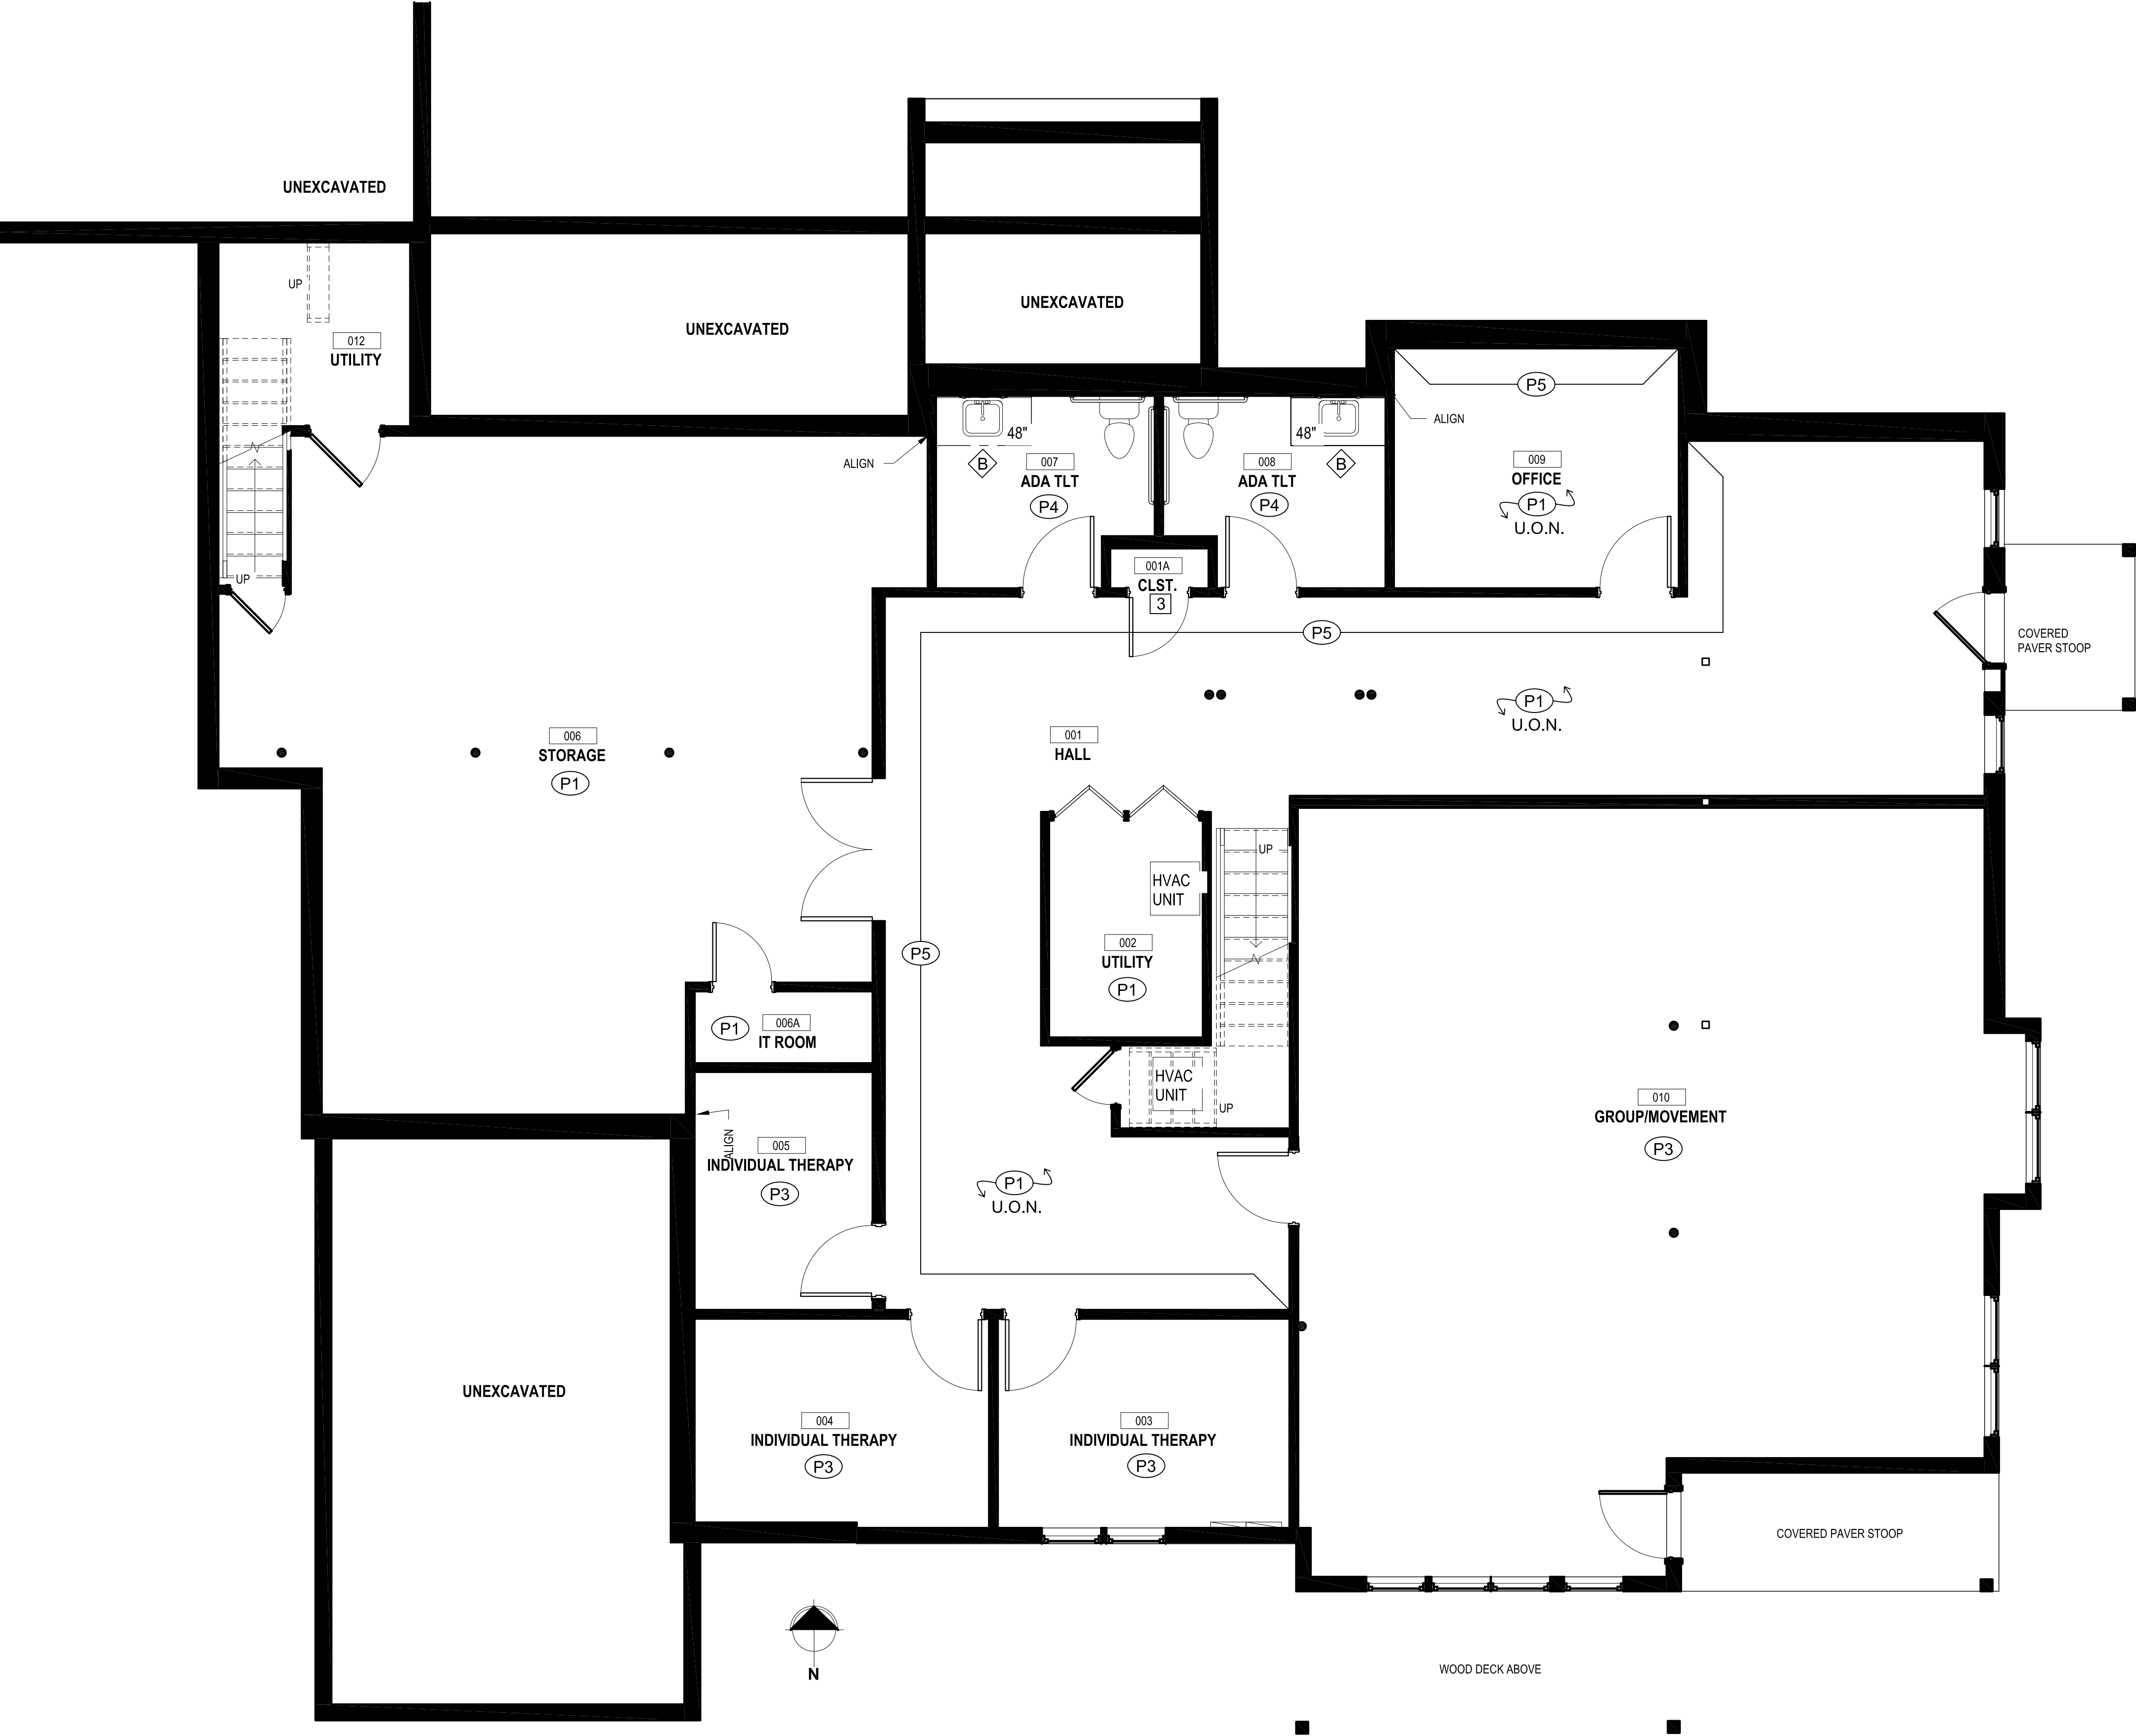 UNEXCAVATED
UP
012
UTILITY
UNEXCAVATED
UNEXCAVATED
UP
ALIGN
48"
B
007
ADA TLT
P4
48"
B
008
ADA TLT
P4
001A
CLST.
3
P5
ALIGN
009
OFFICE
P1
U.O.N.
P5
COVERED
PAVER STOOP
P1
U.O.N.
006
STORAGE
P1
001
HALL
UP
HVAC
UNIT
002
UTILITY
P1
P5
P1
006A
IT ROOM
HVAC
UNIT
UP
010
GROUP/MOVEMENT
P3
ALIGN
005
INDIVIDUAL THERAPY
P3
P1
U.O.N.
UNEXCAVATED
004
INDIVIDUAL THERAPY
P3
003
INDIVIDUAL THERAPY
P3
COVERED PAVER STOOP
N
WOOD DECK ABOVE